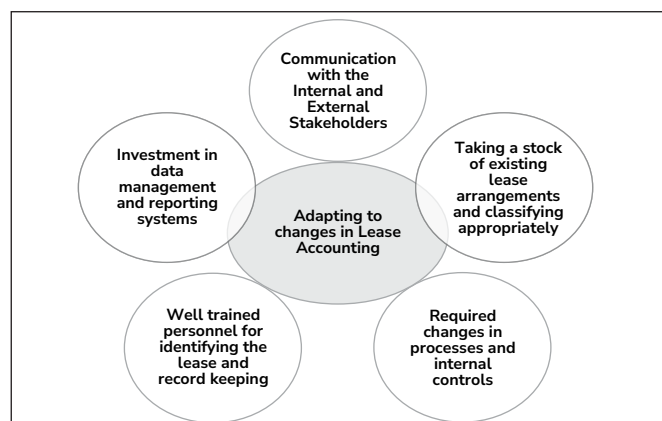 Communication
with the
Internal and
External
Stakeholders
Investment in
data
management
and reporting
systems
Taking a stock
of existing
lease
arrangements
and classifying
appropriately
Adapting to
changes in Lease
Accounting
Well trained
personnel for
identifying the
lease and
record keeping
Required
changes in
processes and
internal
controls